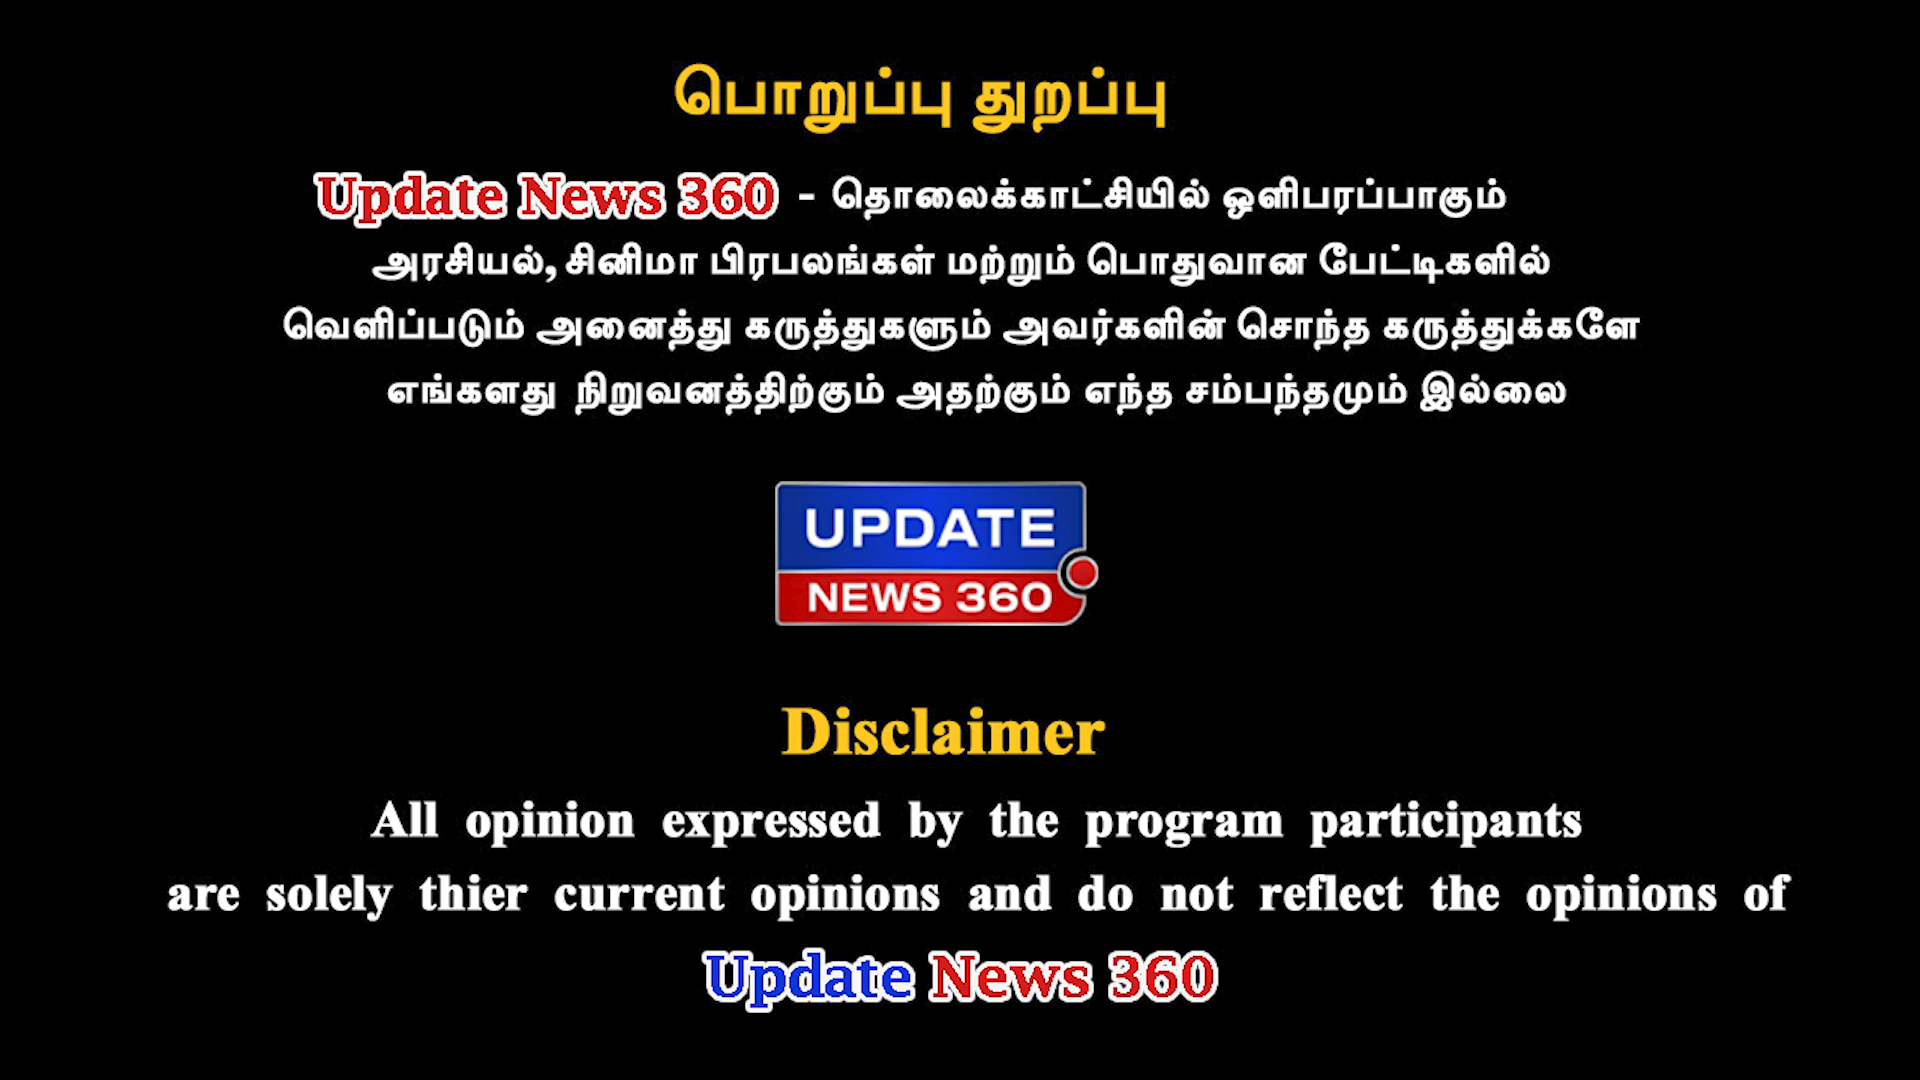 பொறுப்பு துறப்பு
Update News 360 - தொலைக்காட்சியில் ஒளிபரப்பாகும்
அரசியல், சினிமா பிரபலங்கள் மற்றும் பொதுவான பேட்டிகளில்
வெளிப்படும் அனைத்து கருத்துகளும் அவர்களின் சொந்த கருத்துக்களே
எங்களது நிறுவனத்திற்கும் அதற்கும் எந்த சம்பந்தமும் இல்லை
UPDATE
NEWS 360
Disclaimer
All opinion expressed by the program participants
are solely thier current opinions and do not reflect the opinions of
Update News 360